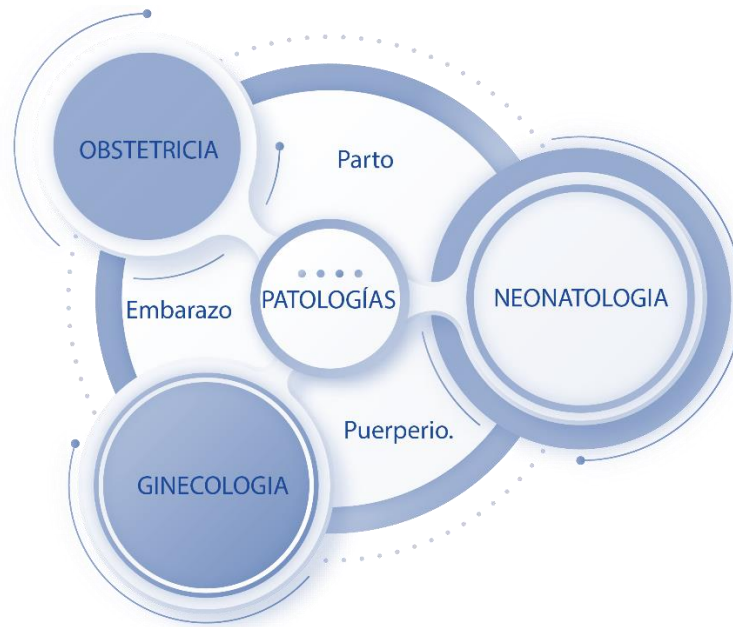 OBSTETRICIA
Parto
PATOLOGÍAS
NEONATOLOGIA
Embarazo
Puerperio.
GINECOLOGIA